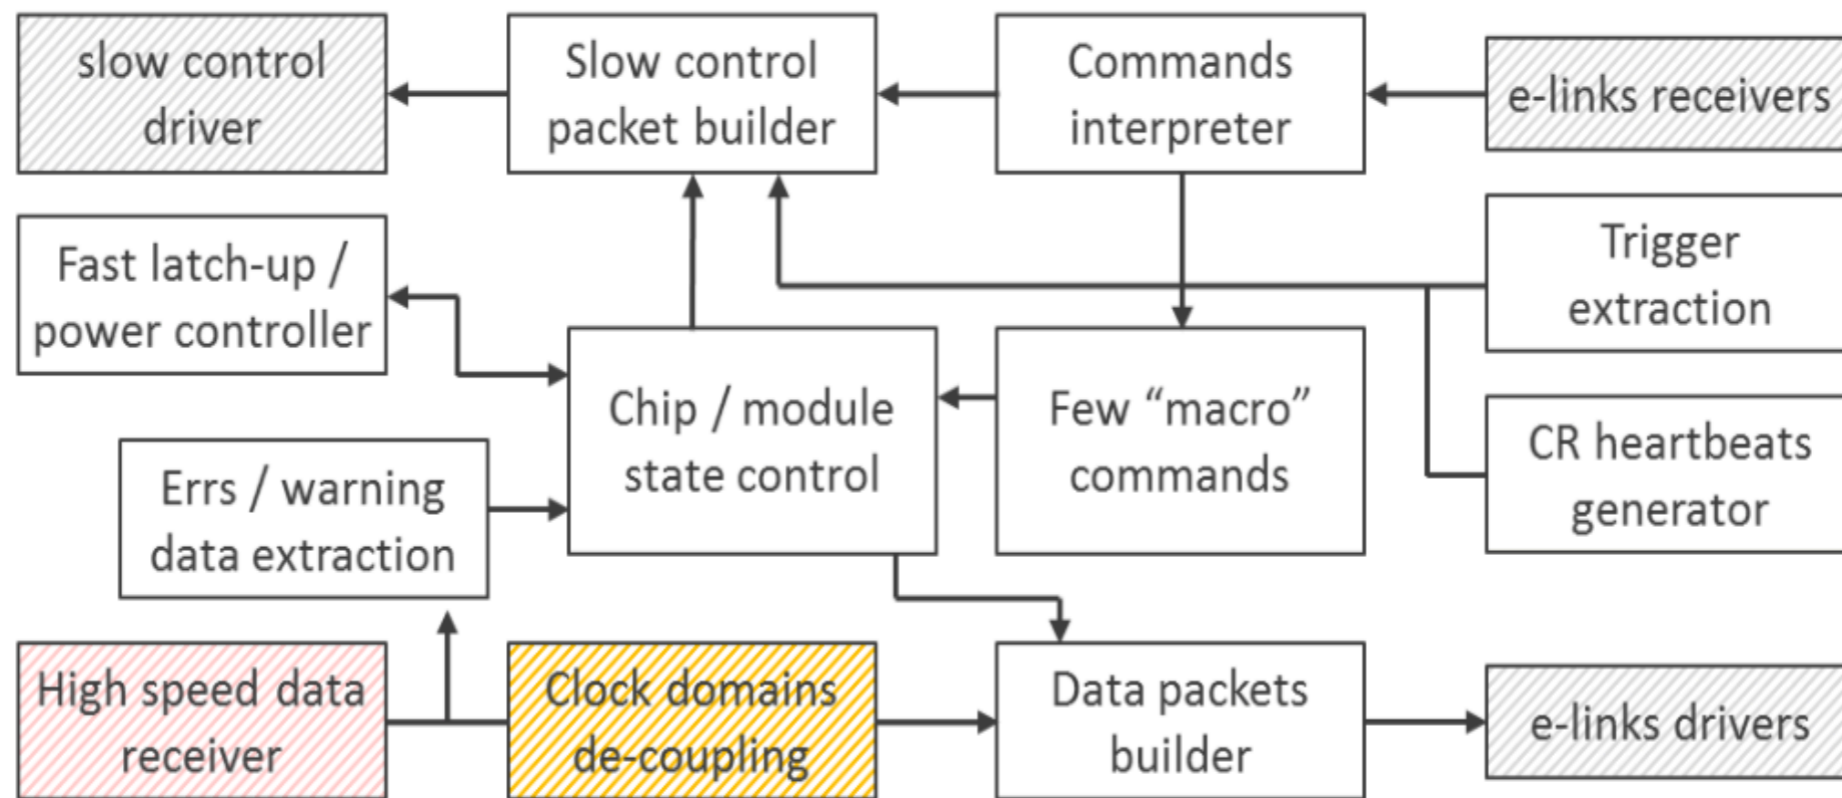 slow control
driver
Slow control
packet builder
Commands
interpreter
e-links receivers
Fast latch-up /
power controller
Trigger
extraction
Chip / module
state control
Few “macro”
commands
CR heartbeats
generator
Errs / warning
data extraction
High speed data
receiver
Clock domains
de-coupling
Data packets
builder
e-links drivers